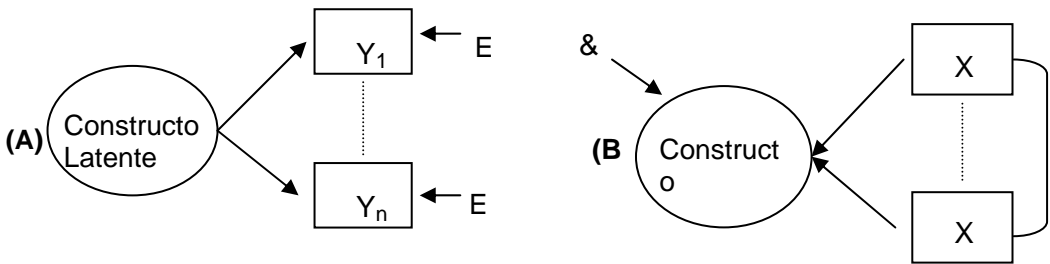 (A)
Constructo
Latente
Y₁
E
Yₙ
E
&
(B
Construct
o
X
X